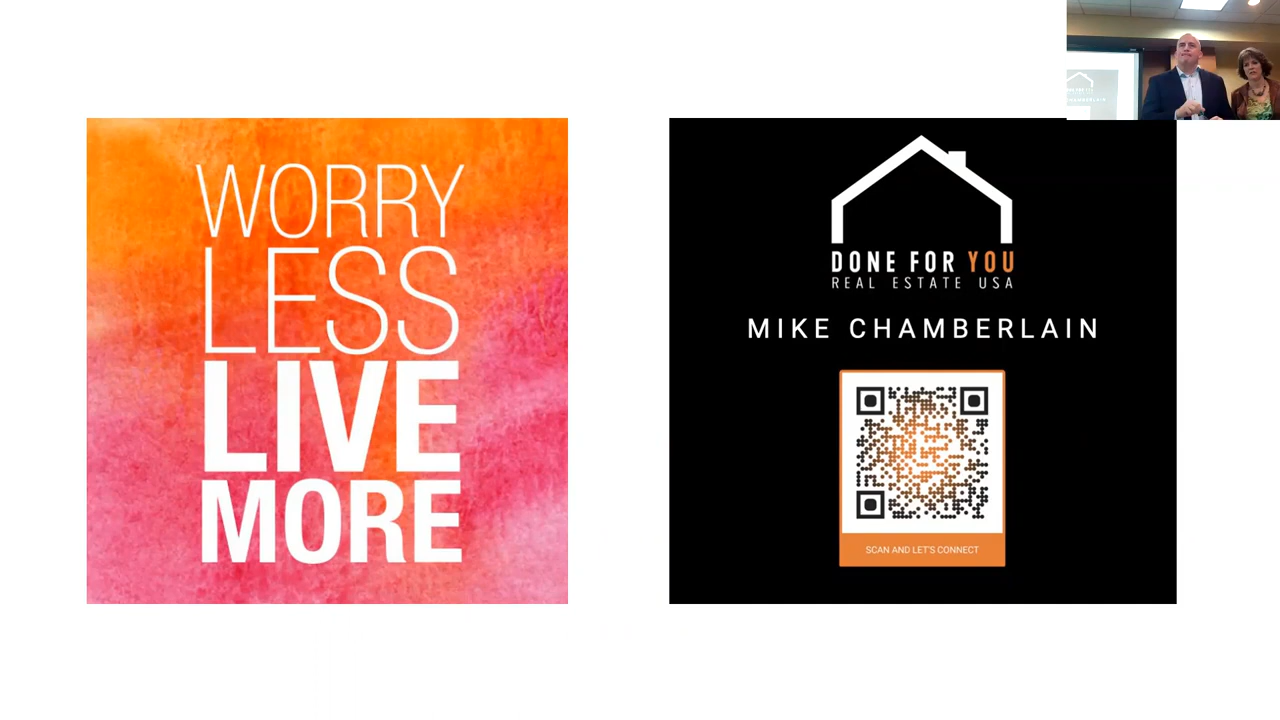 WORRY
LESS
LIVE
MORE
DONE FOR YOU
REAL ESTATE USA
MIKE CHAMBERLAIN
SCAN AND LET'S CONNECT